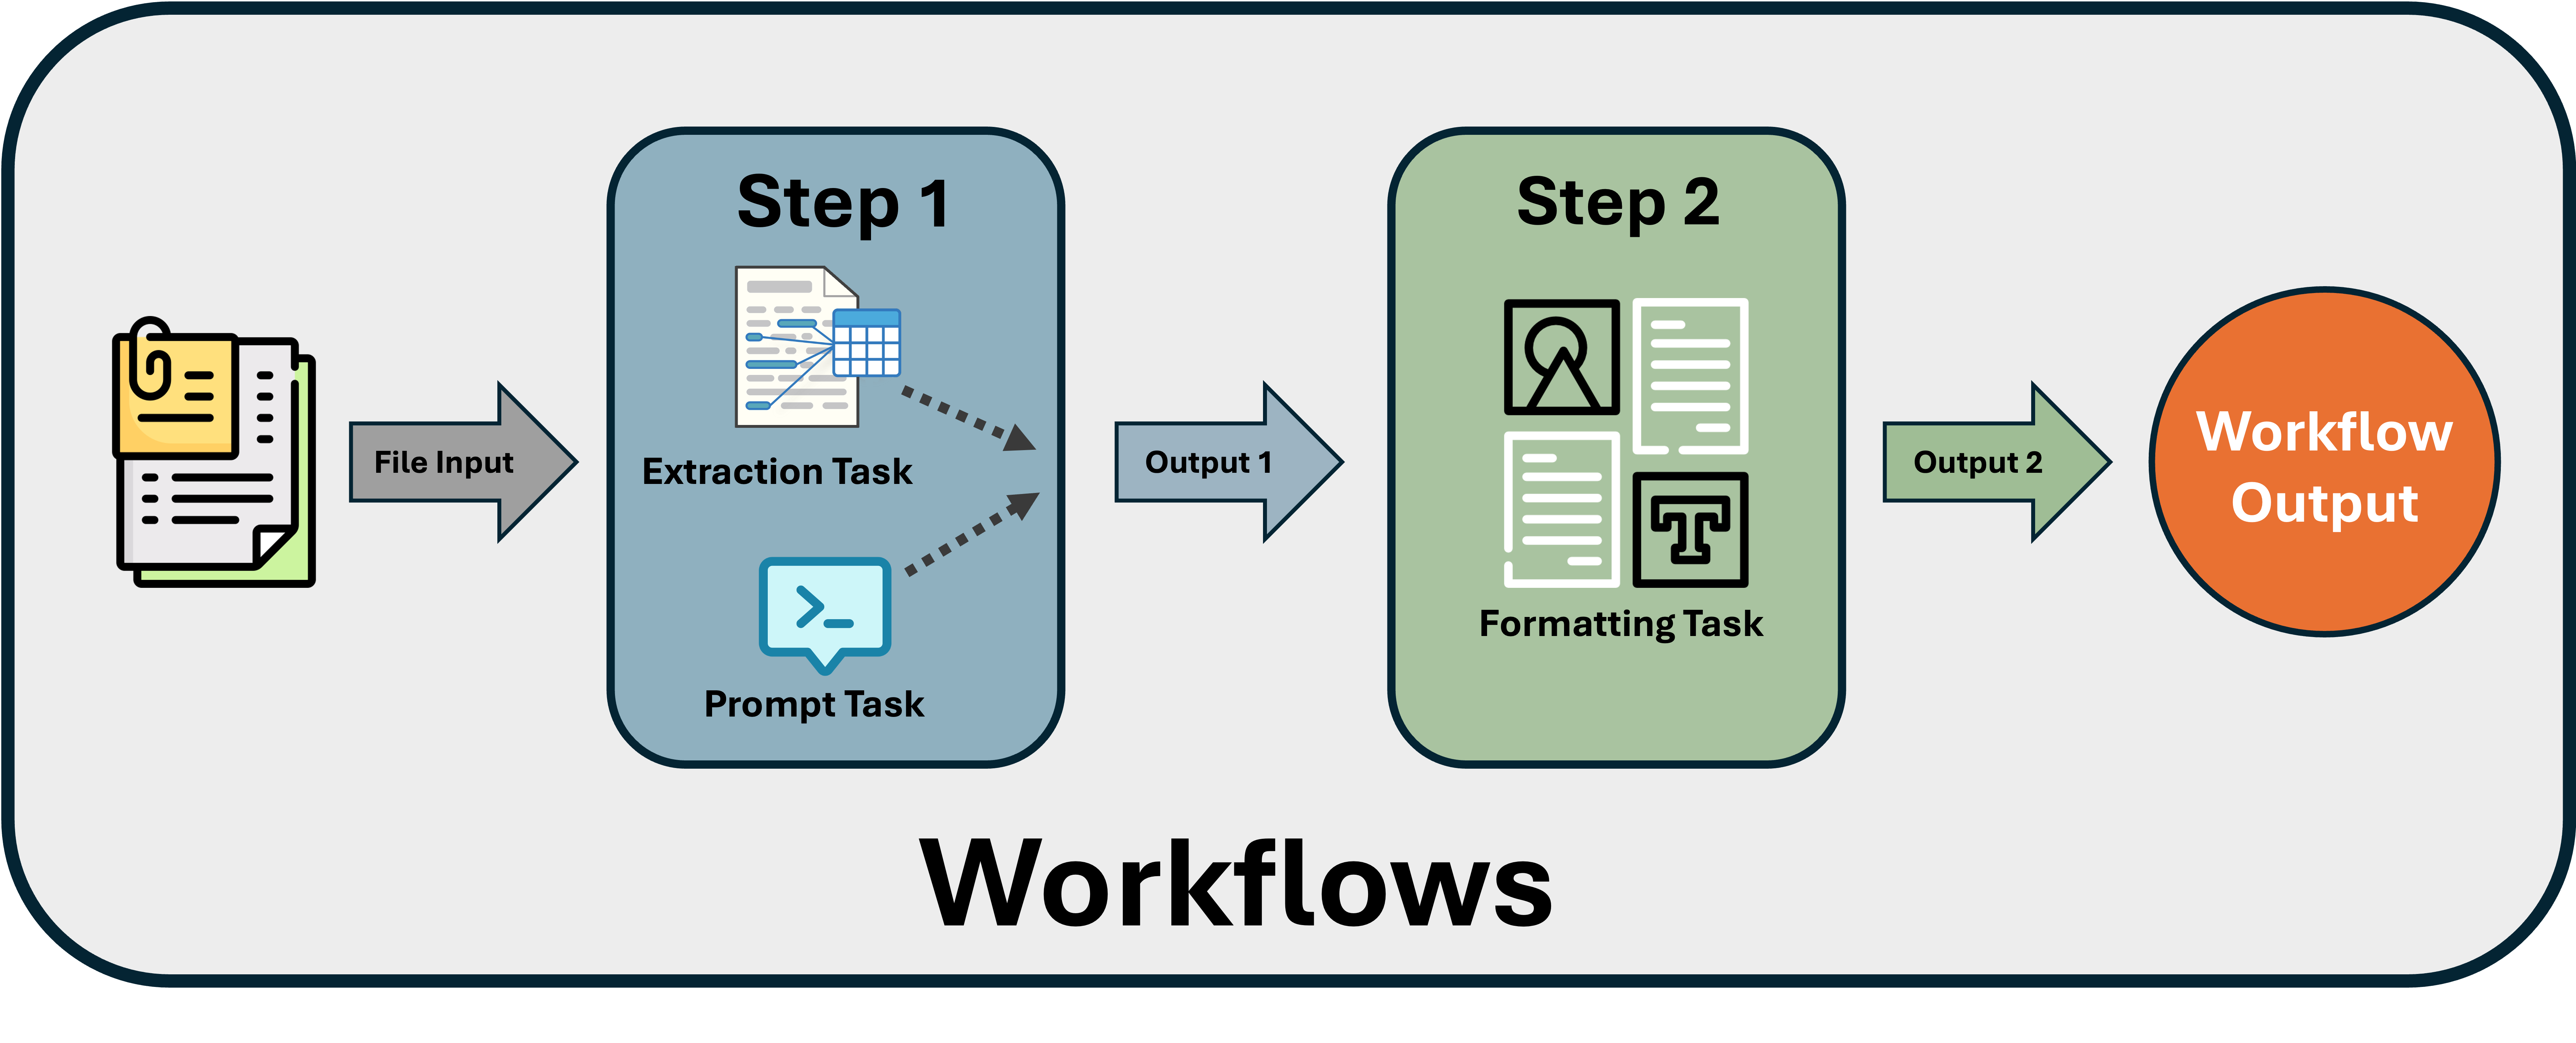 Step 1
Step 2
File Input
Extraction Task
Prompt Task
Output 1
Formatting Task
Output 2
Workflow
Output
Workflows